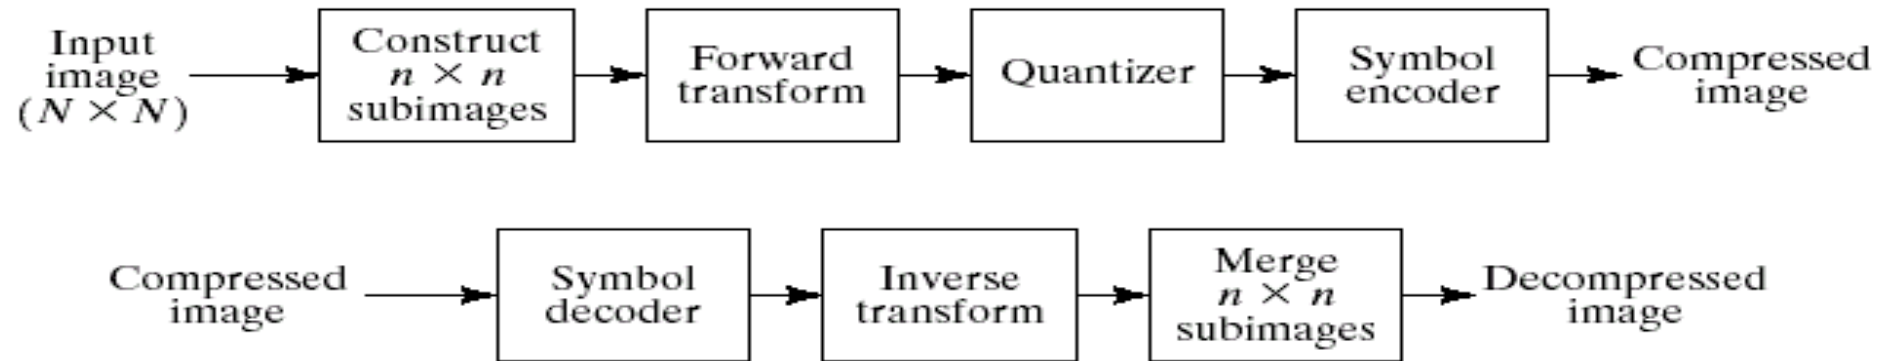 Input
image
(N × N)
Construct
n × n
subimages
Forward
transform
Quantizer
Symbol
encoder
Compressed
image
Compressed
image
Symbol
decoder
Inverse
transform
Merge
n × n
subimages
Decompressed
image